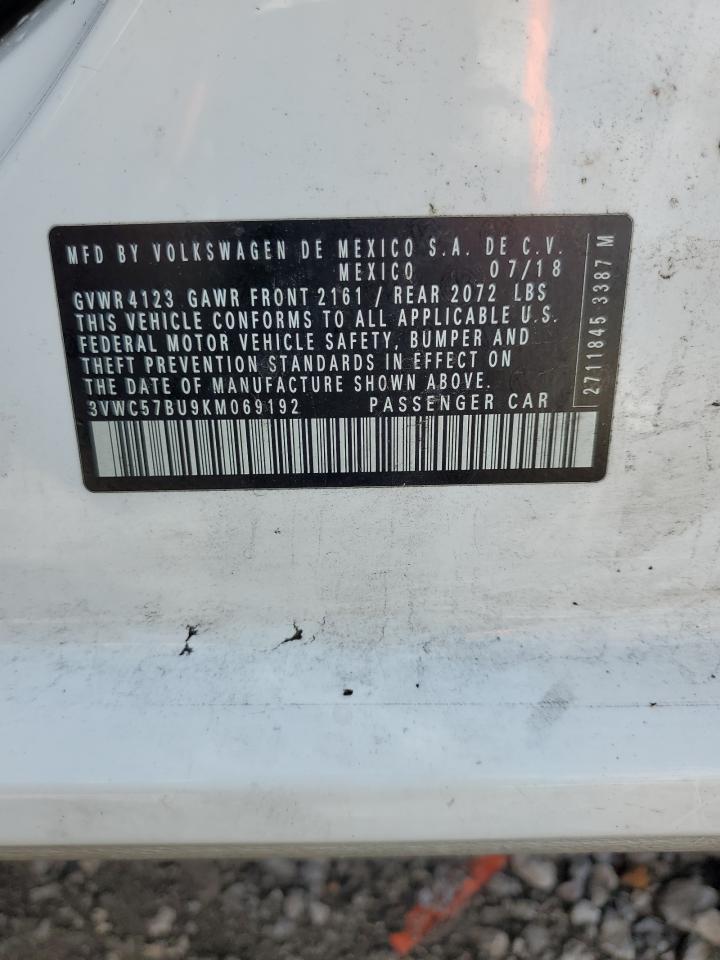 MFD BY VOLKSWAGEN DE MEXICO S.A. DE C.V.
MEXICO 07/18
GVWR 4123 GAWR FRONT 2161 / REAR 2072 LBS
THIS VEHICLE CONFORMS TO ALL APPLICABLE U.S.
FEDERAL MOTOR VEHICLE SAFETY, BUMPER AND
THEFT PREVENTION STANDARDS IN EFFECT ON
THE DATE OF MANUFACTURE SHOWN ABOVE.
3VWC57BU9KM069192 PASSENGER CAR
2711845 3387 M